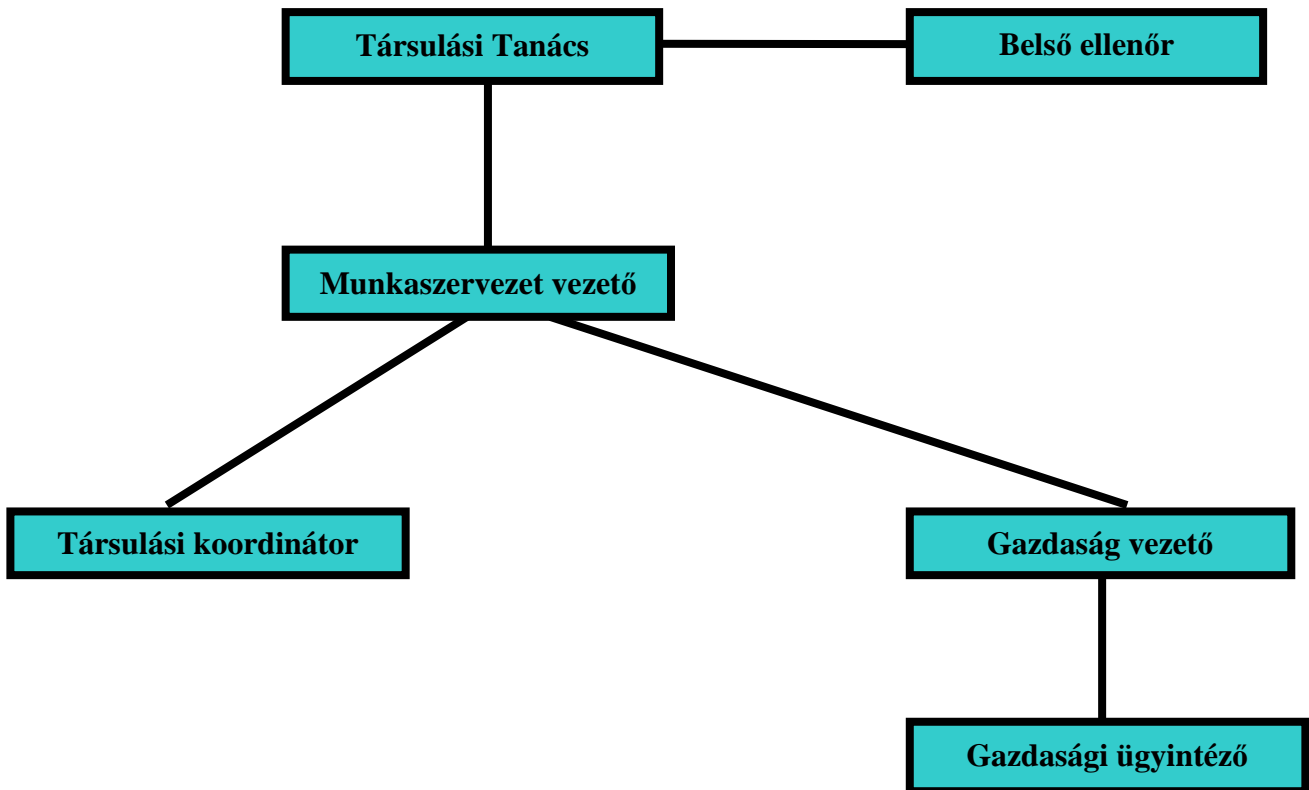 Társulási Tanács
Belső ellenőr
Munkaszervezet vezető
Társulási koordinátor
Gazdaság vezető
Gazdasági ügyintéző